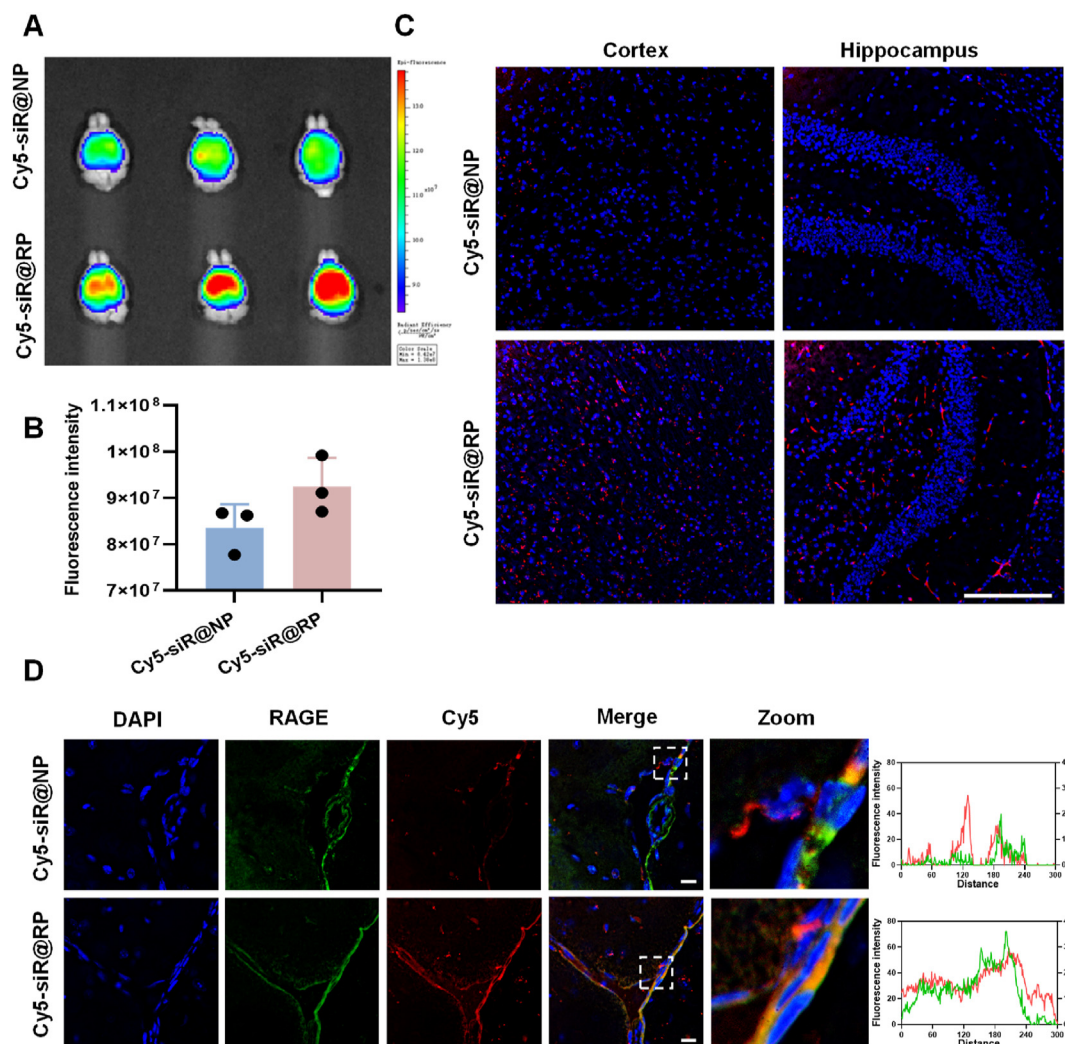 A
Cy5-siR@NP
Cy5-siR@RP
Epi-fluorescence
13.0
12.0
×10⁷
11.0
10.0
9.0
Radiant Efficiency
Color Scale
B
Fluorescence intensity
1.1×10⁸
1×10⁸
9×10⁷
8×10⁷
7×10⁷
Cy5-siR@NP
Cy5-siR@RP
C
Cortex
Hippocampus
Cy5-siR@NP
Cy5-siR@RP
D
DAPI
RAGE
Cy5
Merge
Zoom
Cy5-siR@NP
Cy5-siR@RP
Fluorescence intensity
80
60
40
20
0
0 60 120 180 240 300
Distance
Fluorescence intensity
80
60
40
20
0
0 60 120 180 240 300
Distance